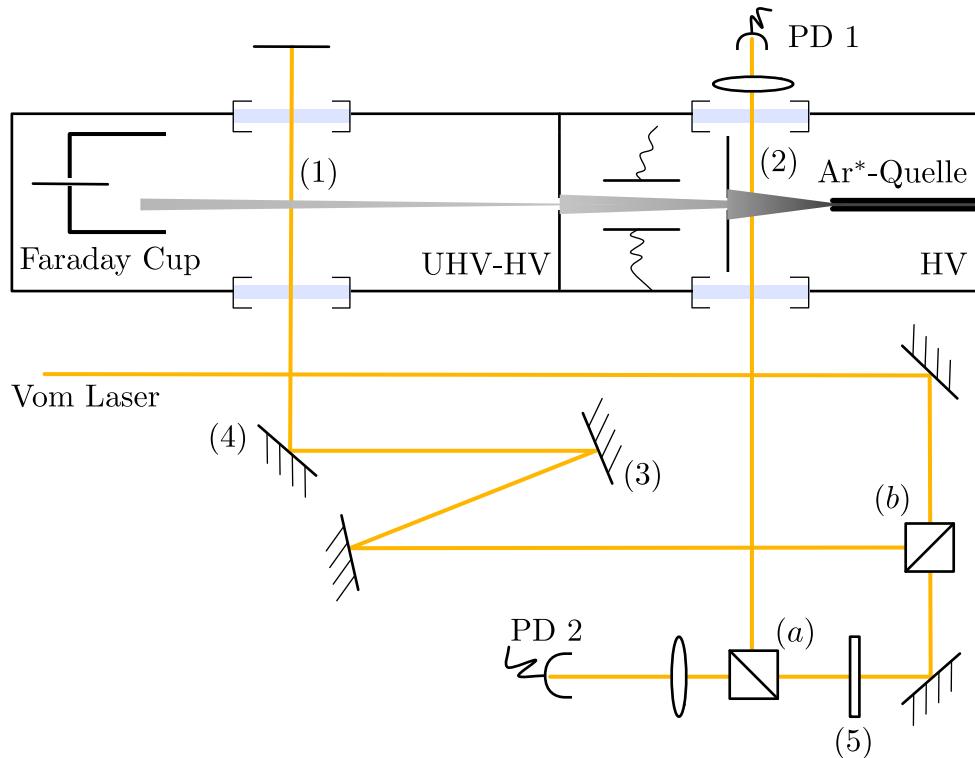 PD 1
(1)
(2)
Ar*-Quelle
Faraday Cup
UHV-HV
HV
Vom Laser
(4)
(3)
(b)
PD 2
(a)
(5)